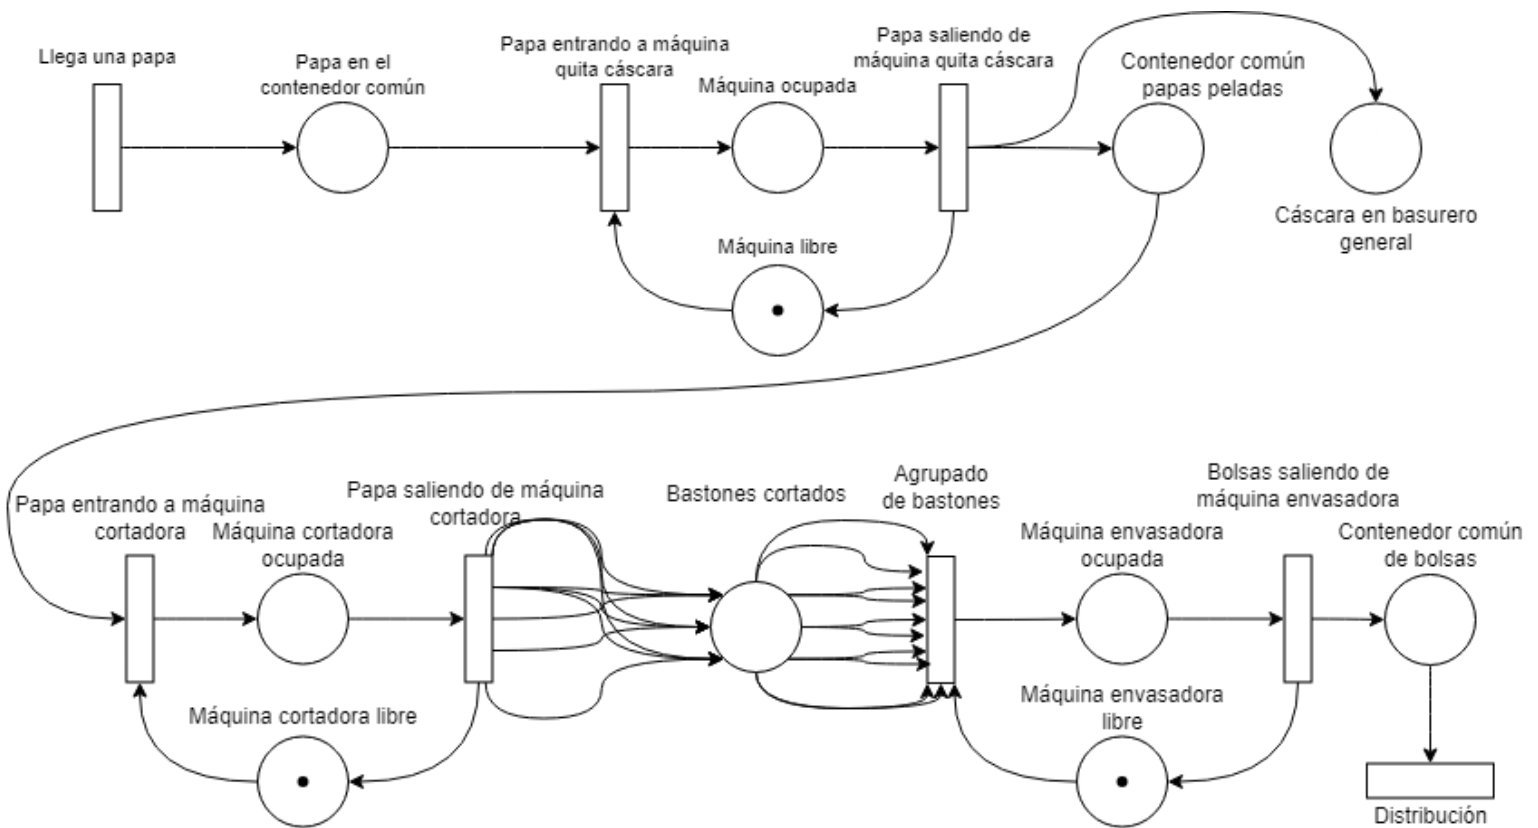 Llega una papa
Papa en el
contenedor común
Papa entrando a máquina
quita cáscara
Máquina ocupada
Papa saliendo de
máquina quita cáscara
Contenedor común
papas peladas
Máquina libre
Cáscara en basurero
general
Papa entrando a máquina
cortadora
Máquina cortadora
ocupada
Papa saliendo de máquina
cortadora
Bastones cortados
Agrupado
de bastones
Máquina envasadora
ocupada
Bolsas saliendo de
máquina envasadora
Contenedor común
de bolsas
Máquina cortadora libre
Máquina envasadora
libre
Distribución